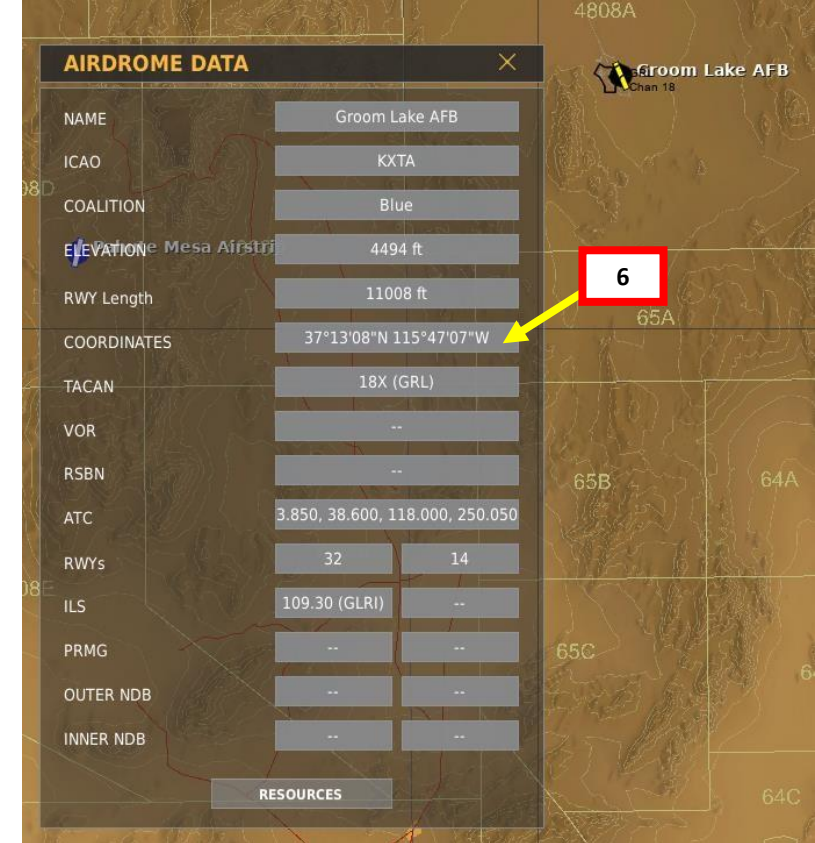 4808A
AIRDROME DATA
Groom Lake AFB
Chan 18
NAME Groom Lake AFB
ICAO KXTA
COALITION Blue
ELEVATION 4494 ft
Mesa Airstri
RWY Length 11008 ft
6
65A
COORDINATES 37°13'08"N 115°47'07"W
TACAN 18X (GRL)
VOR --
RSBN --
65B
64A
ATC 3.850, 38.600, 118.000, 250.050
RWYs 32 14
ILS 109.30 (GLRI) --
PRMG -- --
65C
OUTER NDB -- --
INNER NDB -- --
RESOURCES
64C